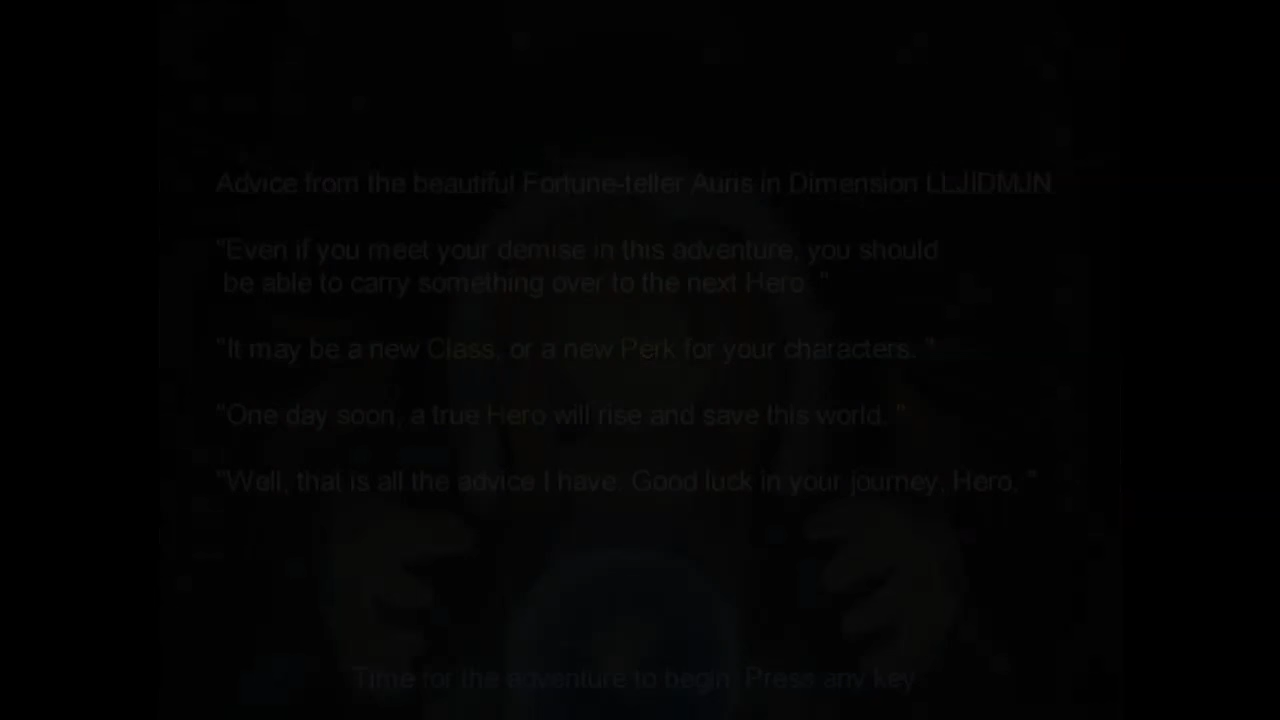 Advice from the beautiful Fortune-teller Auris in Dimension LLJIDMJN
"Even if you meet your demise in this adventure, you should
be able to carry something over to the next Hero. "
"It may be a new Class, or a new Perk for your characters. "
"One day soon, a true Hero will rise and save this world. "
"Well, that is all the advice I have. Good luck in your journey, Hero. "
Time for the adventure to begin. Press any key.